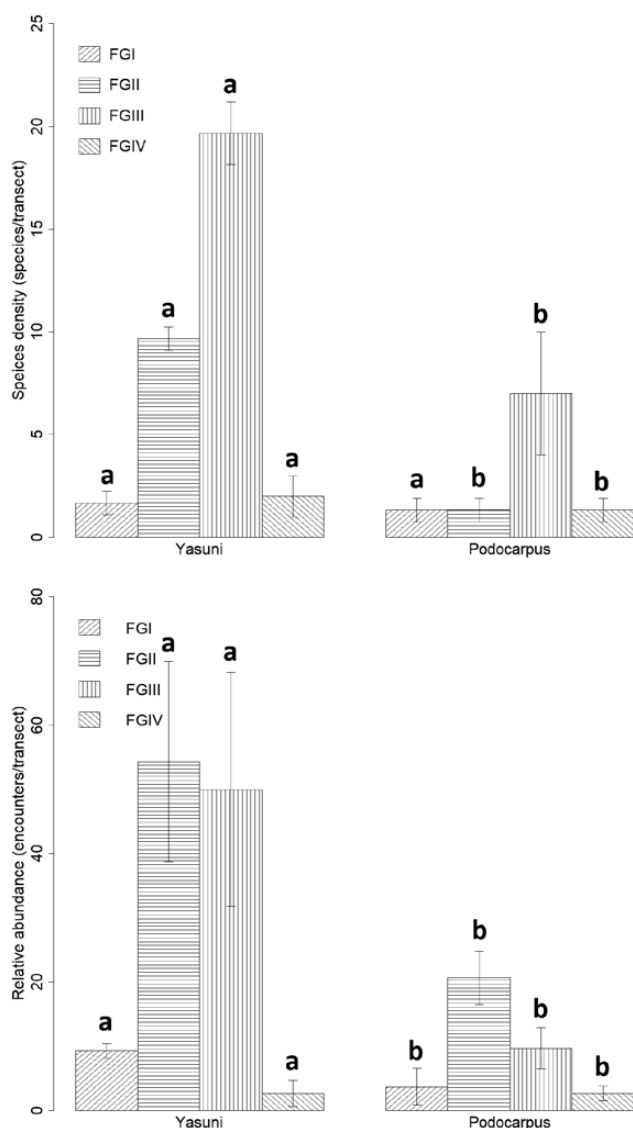 Speices density (species/transect)
25
20
15
10
5
0
FGI
FGII
FGIII
FGIV
a
a
a
a
a
b
b
b
Yasuni
Podocarpus
Relative abundance (encounters/transect)
80
60
40
20
0
FGI
FGII
FGIII
FGIV
a
a
a
a
b
b
b
b
Yasuni
Podocarpus